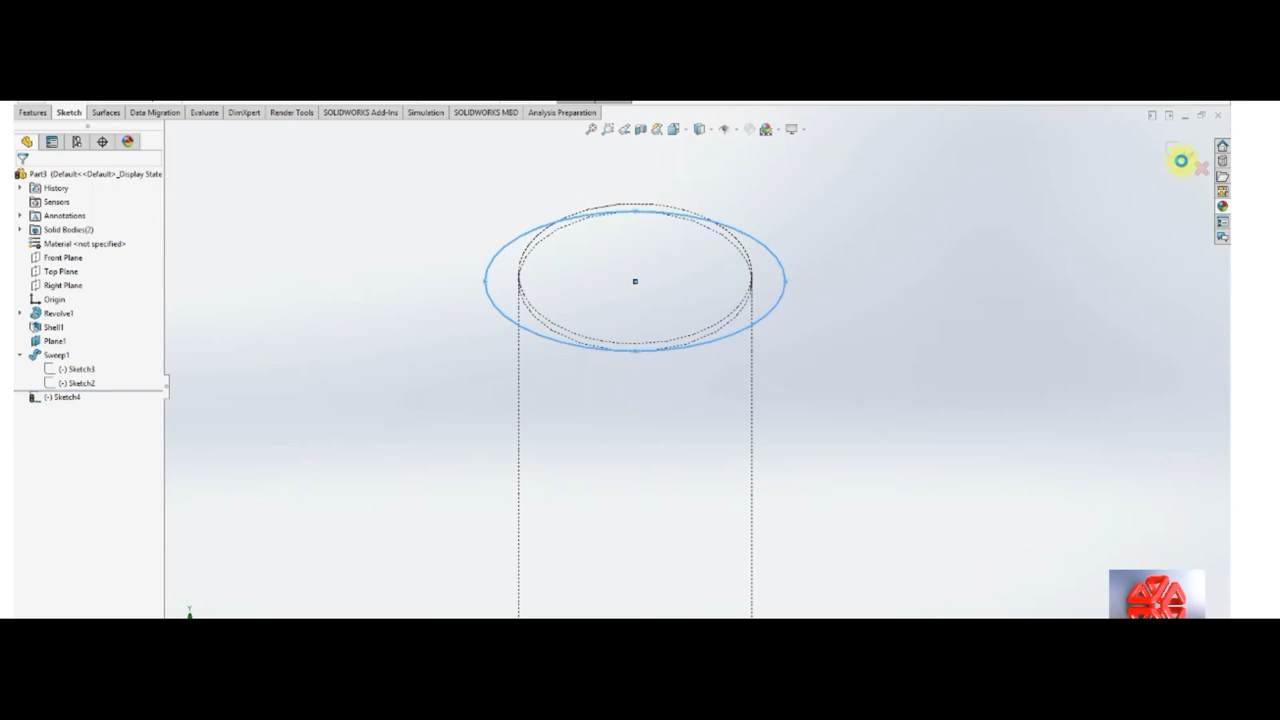 Features Sketch Surfaces Data Migration Evaluate DimXpert Render Tools SOLIDWORKS Add-Ins Simulation SOLIDWORKS MBD Analysis Preparation
Part3 (Default<<Default>_Display State
History
Sensors
Annotations
Solid Bodies(2)
Material <not specified>
Front Plane
Top Plane
Right Plane
Origin
Revolve1
Shell1
Plane1
Sweep1
(-) Sketch3
(-) Sketch2
(-) Sketch4
Y